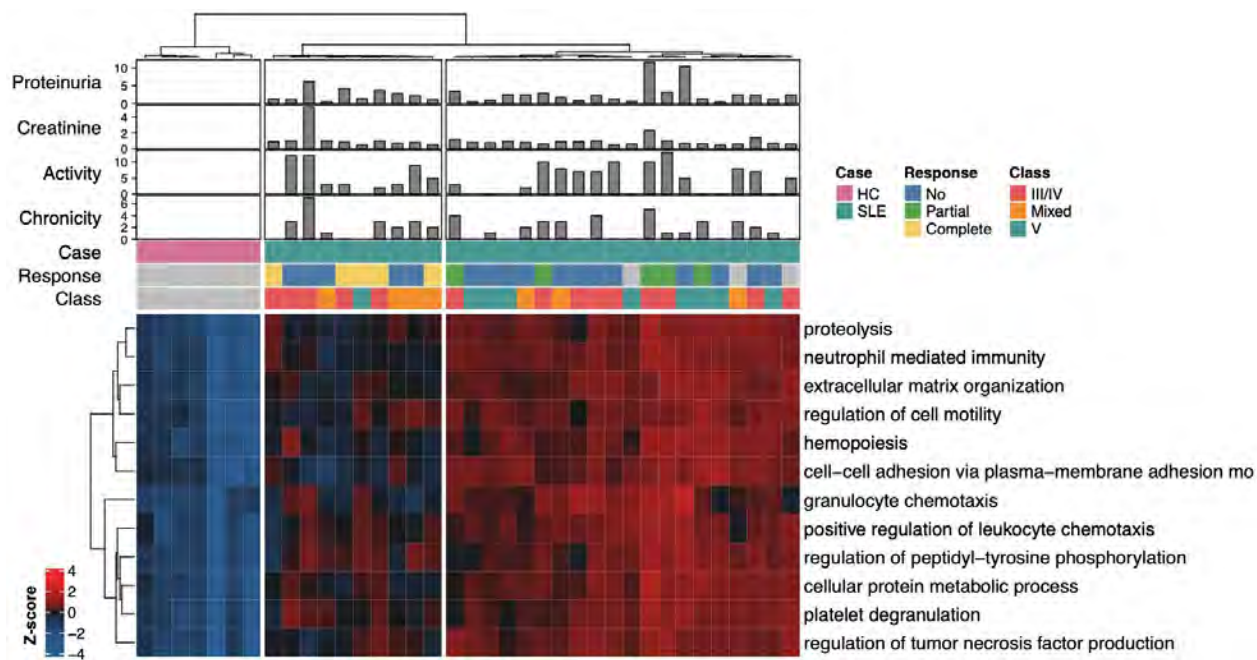 Proteinuria
10
5
0
Creatinine
4
2
0
Activity
10
5
0
Chronicity
6
4
2
0
Case
Response
Class
Case
HC
SLE
Response
No
Partial
Complete
Class
III/IV
Mixed
V
proteolysis
neutrophil mediated immunity
extracellular matrix organization
regulation of cell motility
hemopoiesis
cell−cell adhesion via plasma−membrane adhesion mo
granulocyte chemotaxis
positive regulation of leukocyte chemotaxis
regulation of peptidyl−tyrosine phosphorylation
cellular protein metabolic process
platelet degranulation
regulation of tumor necrosis factor production
Z−score
4
2
0
−2
−4